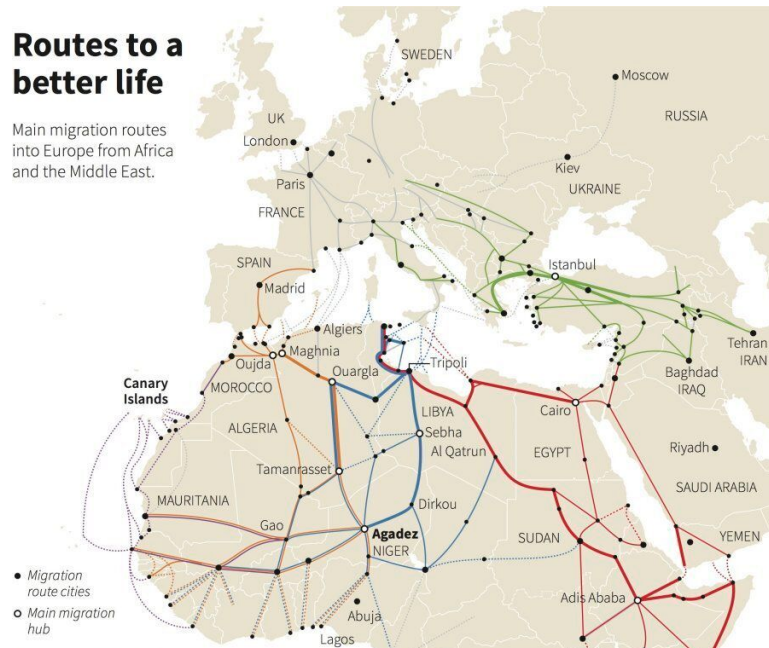 Routes to a
better life
Main migration routes
into Europe from Africa
and the Middle East.
SWEDEN
Moscow
RUSSIA
UK
London
Kiev
UKRAINE
Paris
FRANCE
SPAIN
Madrid
Istanbul
Algiers
Maghnia
Oujda
Ouargla
Tripoli
Tehran
IRAN
Baghdad
IRAQ
Canary
Islands
MOROCCO
ALGERIA
LIBYA
Cairo
Sebha
Al Qatrun
EGYPT
Riyadh
SAUDI ARABIA
Tamanrasset
MAURITANIA
Dirkou
Gao
Agadez
NIGER
SUDAN
YEMEN
Migration
route cities
Main migration
hub
Abuja
Lagos
Adis Ababa